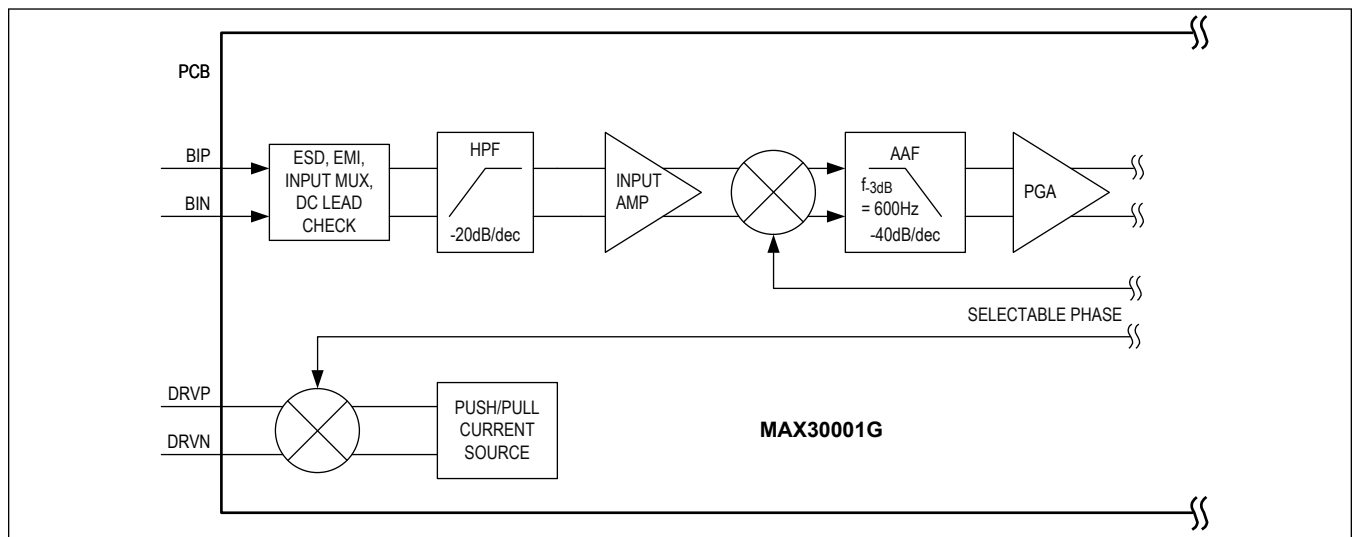 PCB
BIP
BIN
ESD, EMI,
INPUT MUX,
DC LEAD
CHECK
HPF
-20dB/dec
INPUT
AMP
AAF
f-3dB
= 600Hz
-40dB/dec
PGA
SELECTABLE PHASE
DRVP
DRVN
PUSH/PULL
CURRENT
SOURCE
MAX30001G